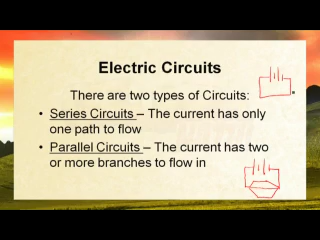 Electric Circuits
There are two types of Circuits:
• Series Circuits – The current has only
one path to flow
• Parallel Circuits – The current has two
or more branches to flow in